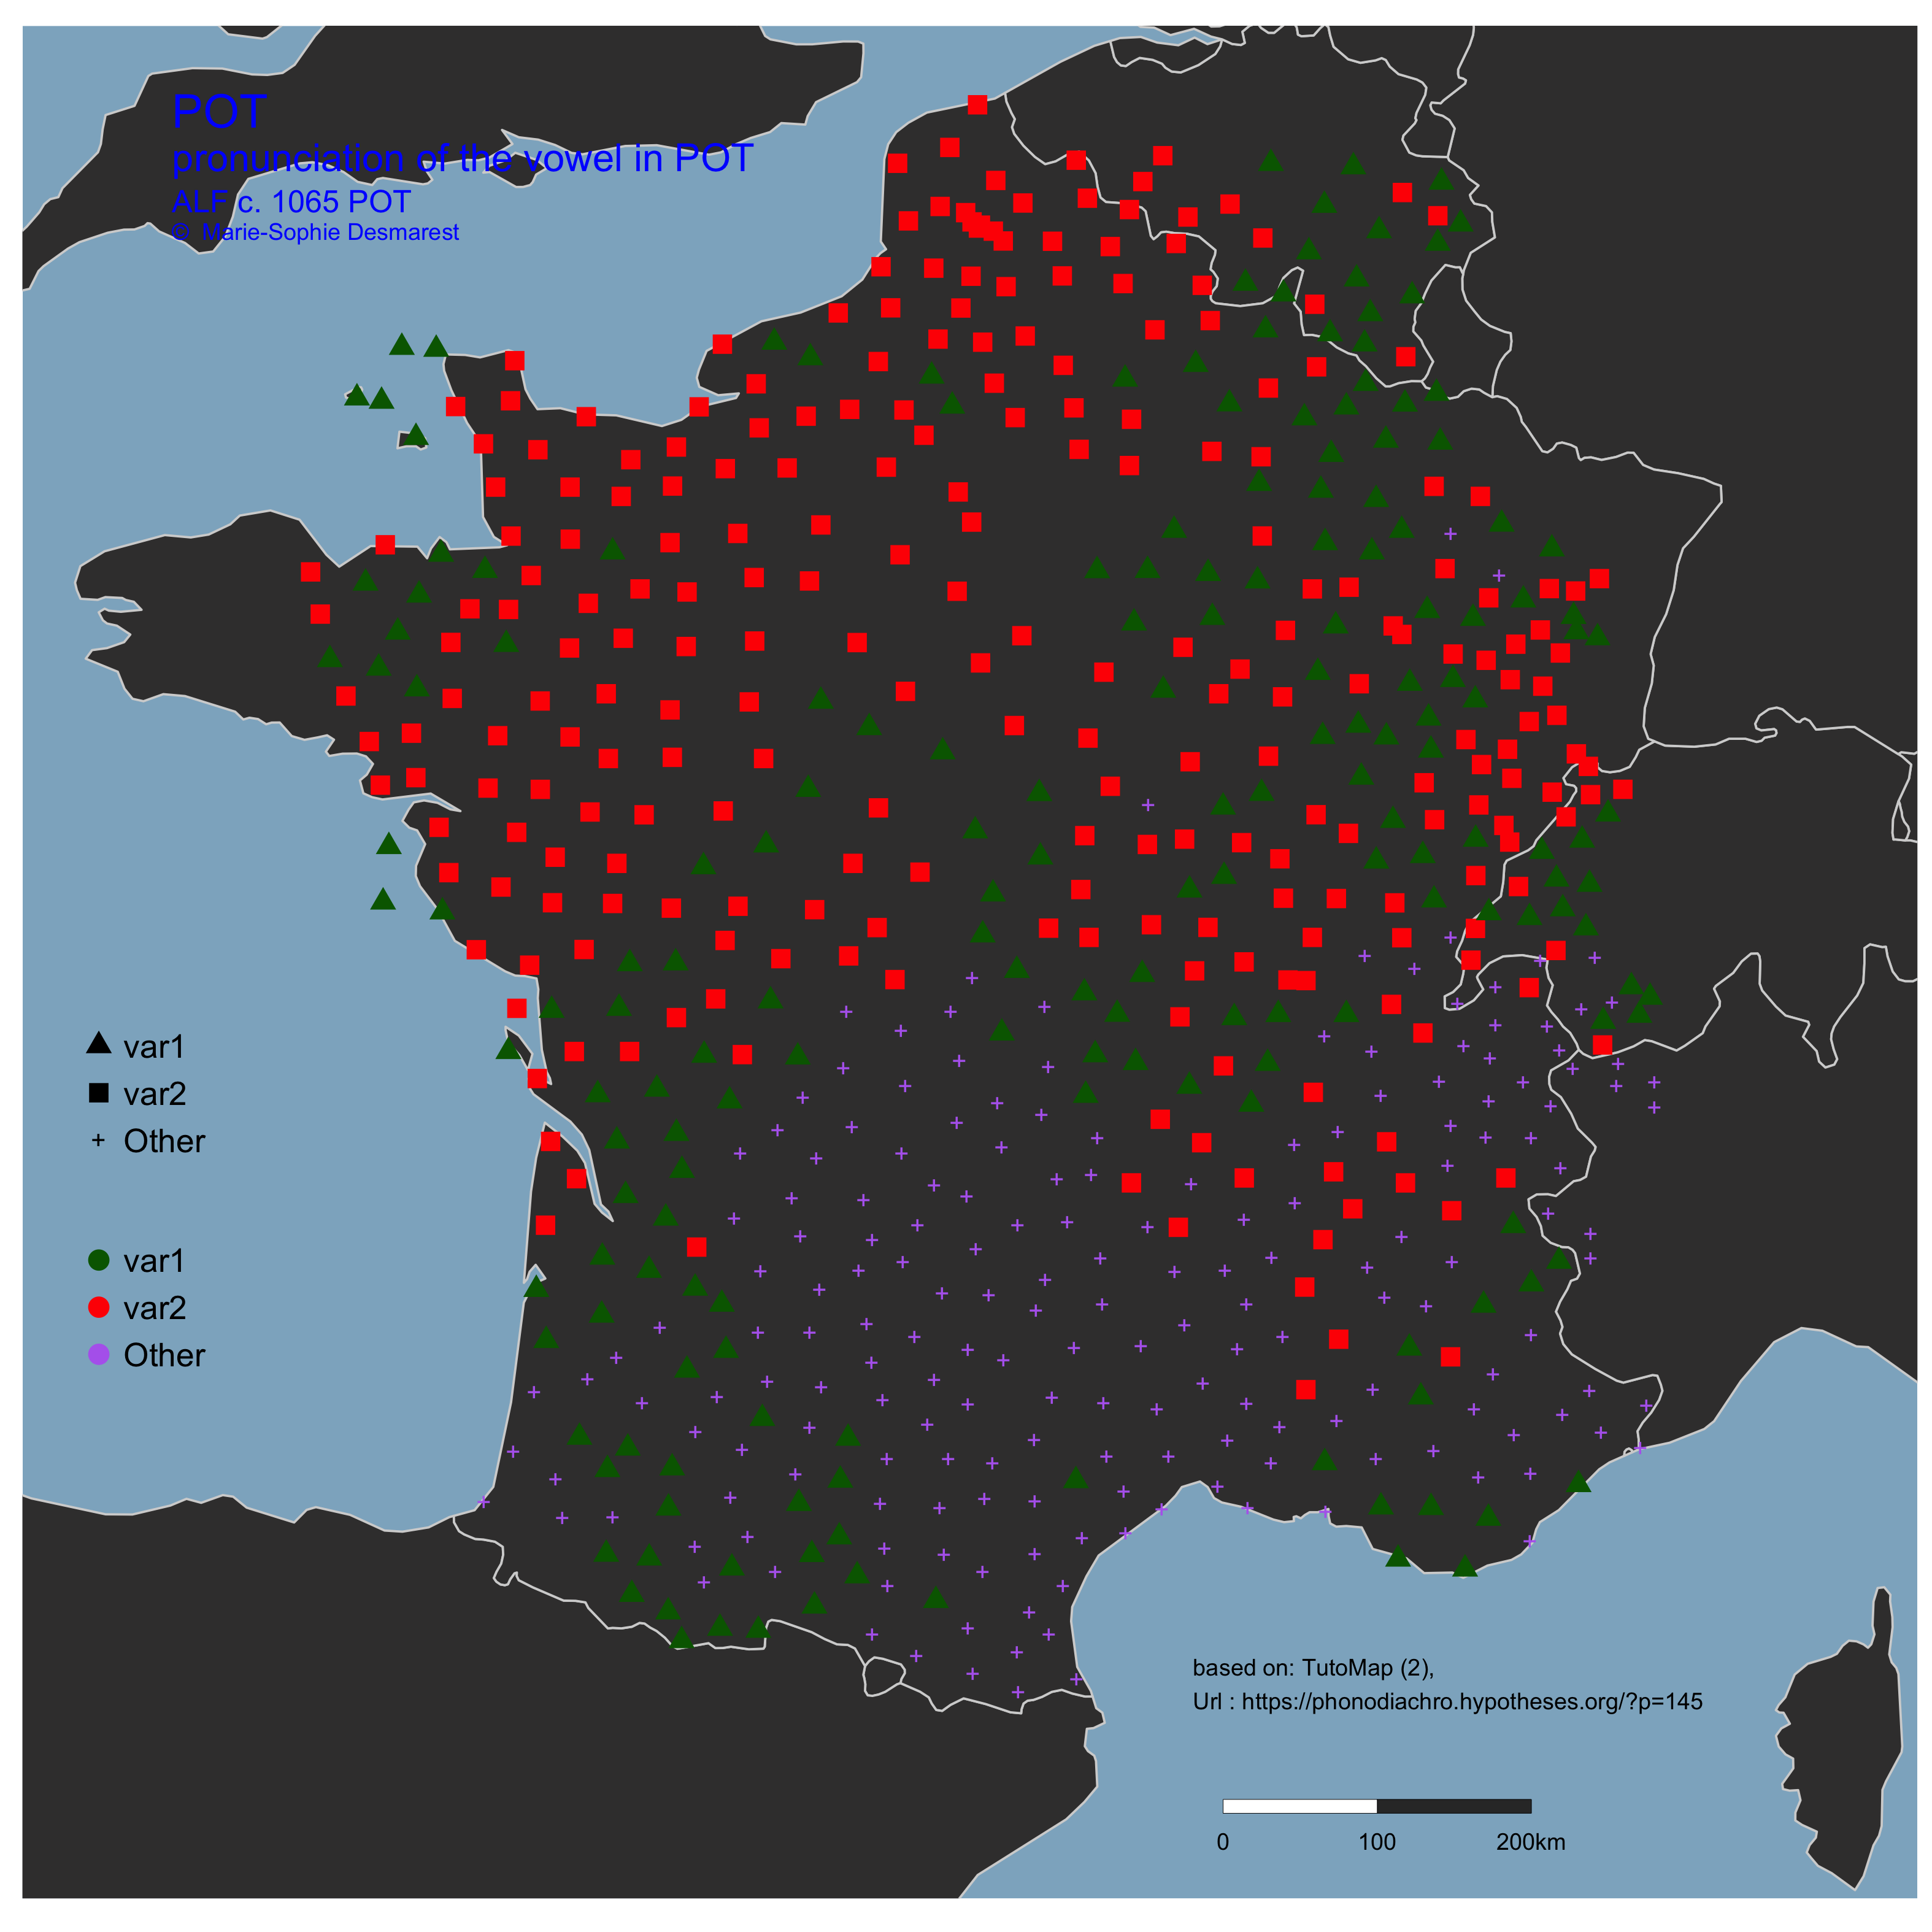 POT
pronunciation of the vowel in POT
ALF c. 1065 POT
© Marie-Sophie Desmarest
var1
var2
Other
var1
var2
Other
based on: TutoMap (2),
Url : https://phonodiachro.hypotheses.org/?p=145
0 100 200km